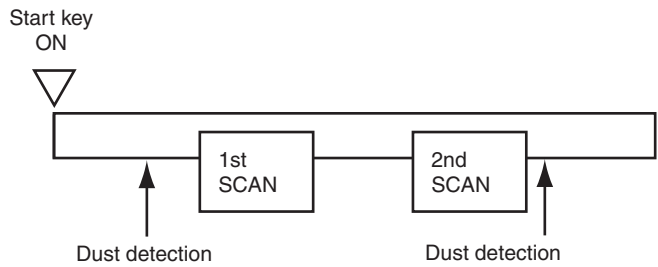 Start key
ON
1st
SCAN
2nd
SCAN
Dust detection
Dust detection